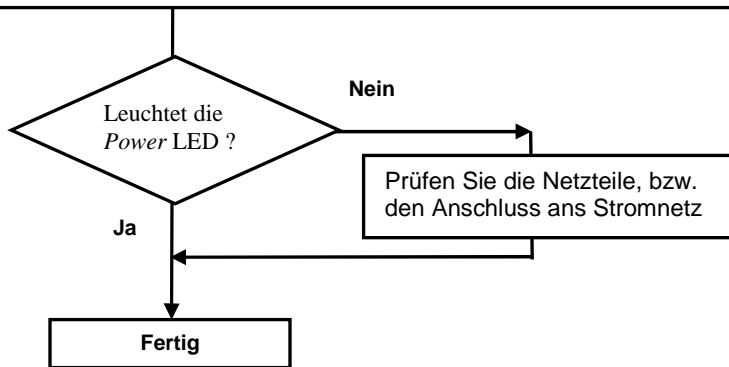 Leuchtet die
Power LED ?
Nein
Prüfen Sie die Netzteile, bzw.
den Anschluss ans Stromnetz
Ja
Fertig